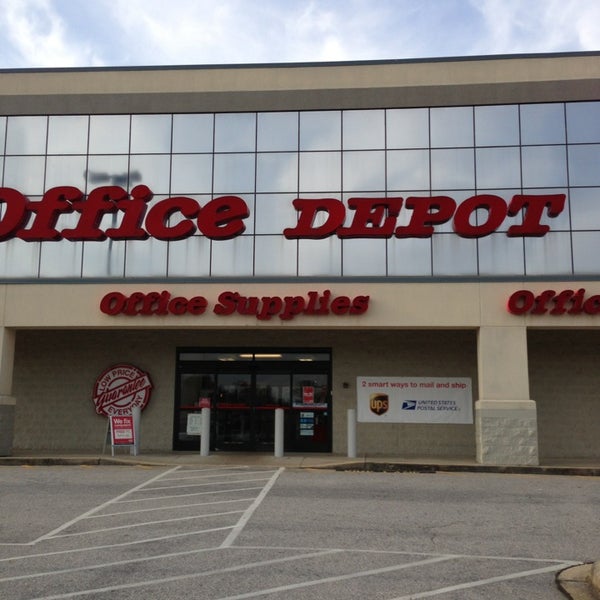 Office DEPOT
Office Supplies
Offic
LOW PRICE
Guarantee
EVERYDAY
We fix
2 smart ways to mail and ship
ups
UNITED STATES
POSTAL SERVICE